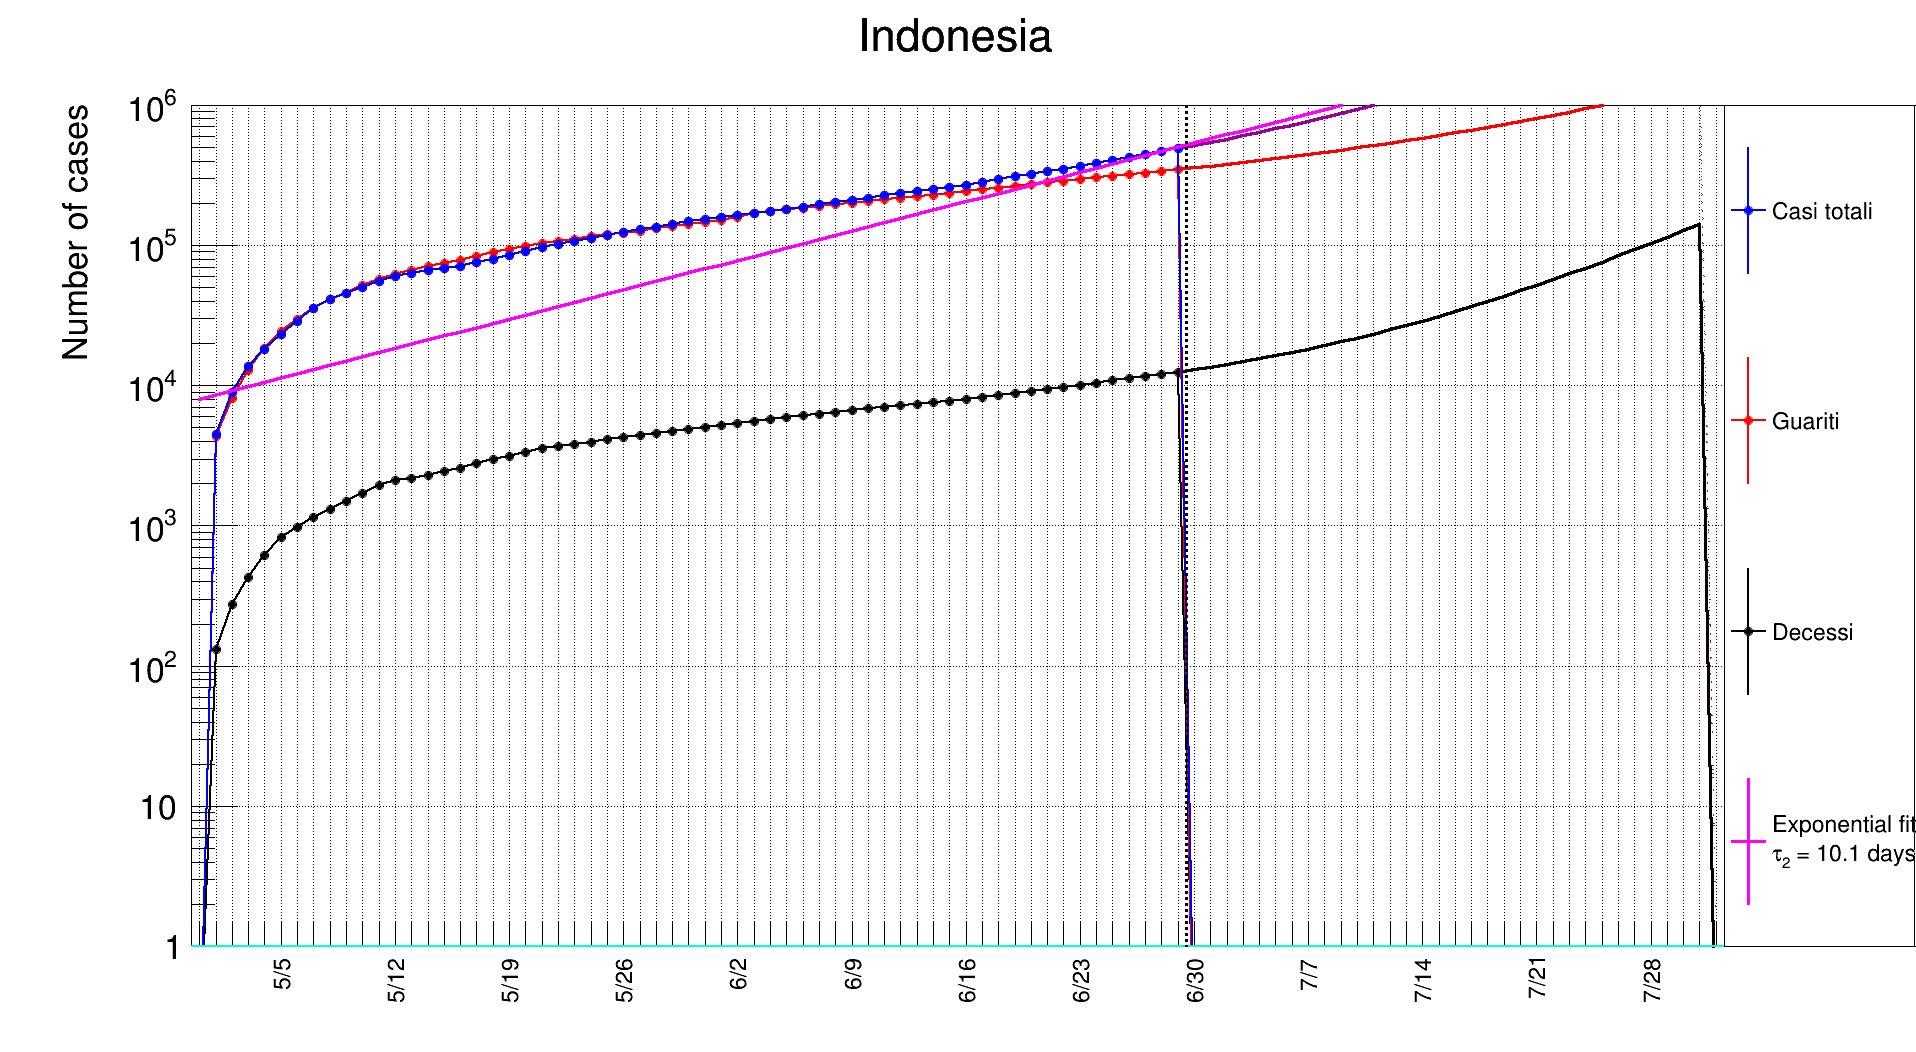 Indonesia
Number of cases
10^6
10^5
10^4
10^3
10^2
10
1
5/5
5/12
5/19
5/26
6/2
6/9
6/16
6/23
6/30
7/7
7/14
7/21
7/28
Casi totali
Guariti
Decessi
Exponential fit
τ₂ = 10.1 days